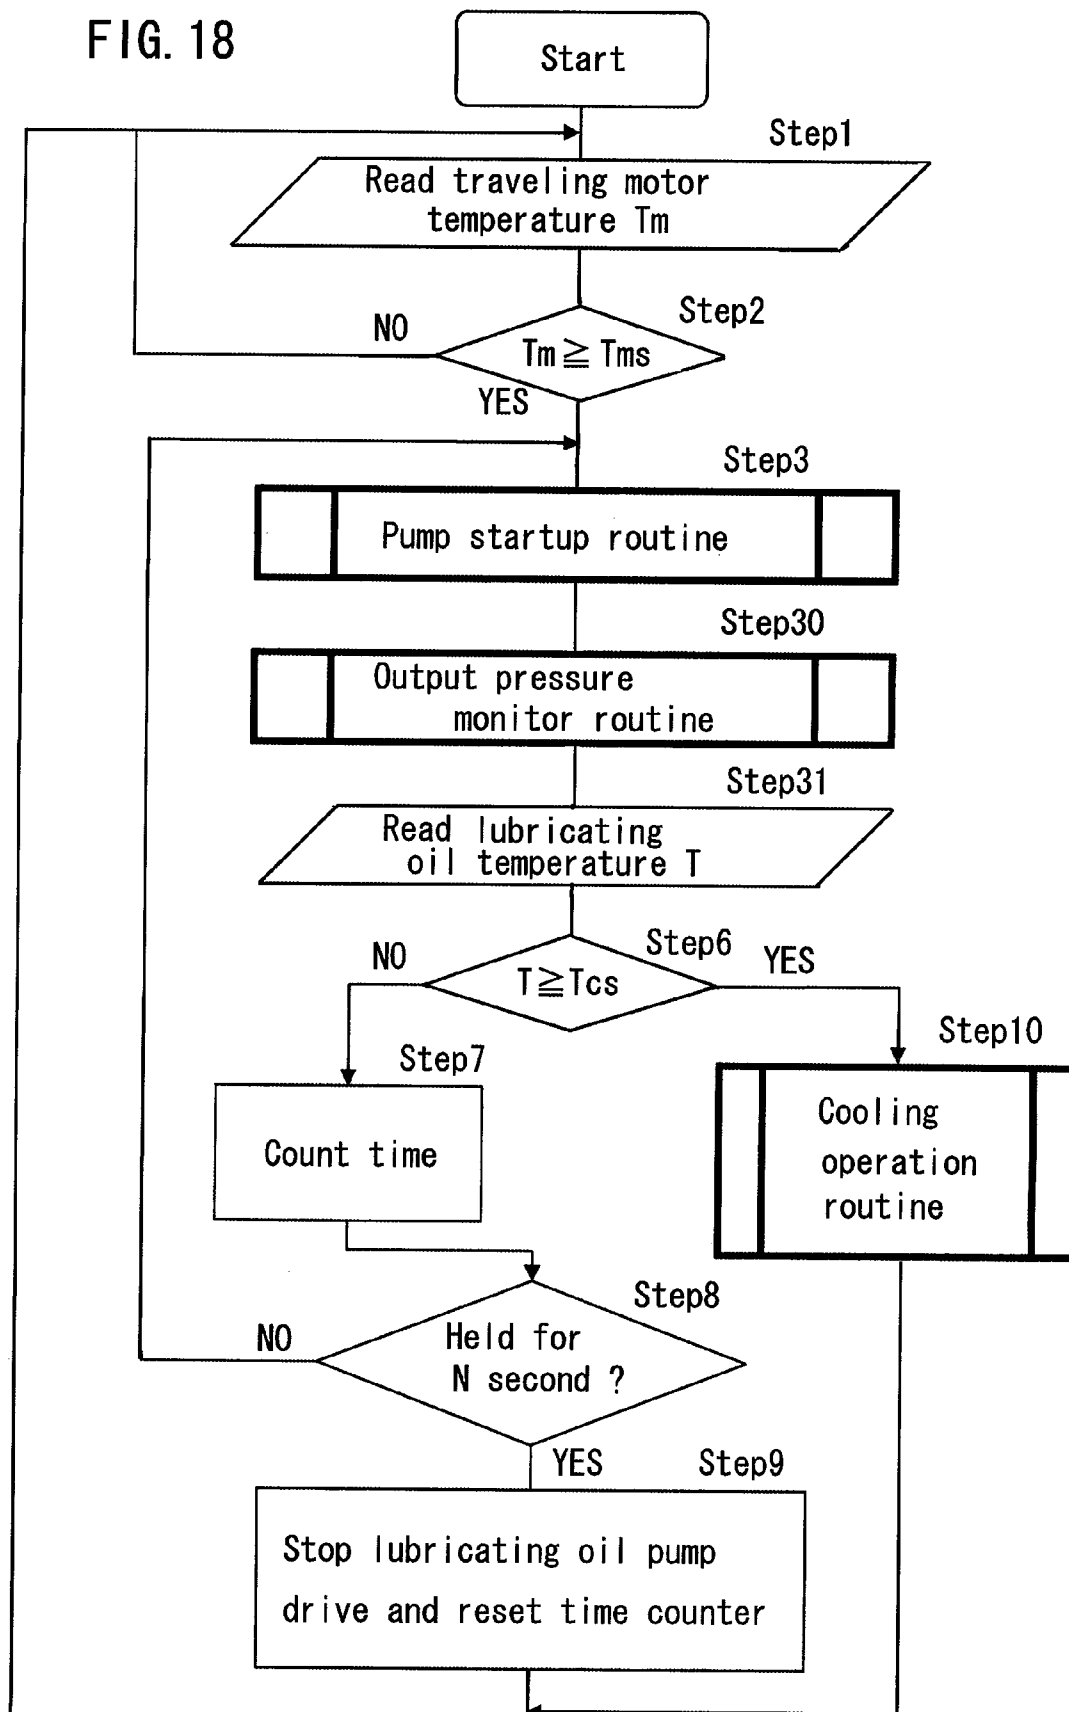 FIG. 18
Start
Step1
Read traveling motor
temperature Tm
Step2
NO
Tm≧Tms
YES
Step3
Pump startup routine
Step30
Output pressure
monitor routine
Step31
Read lubricating
oil temperature T
Step6
NO
YES
T≧Tcs
Step10
Step7
Cooling
operation
routine
Count time
Step8
NO
Held for
N second ?
YES
Step9
Stop lubricating oil pump
drive and reset time counter